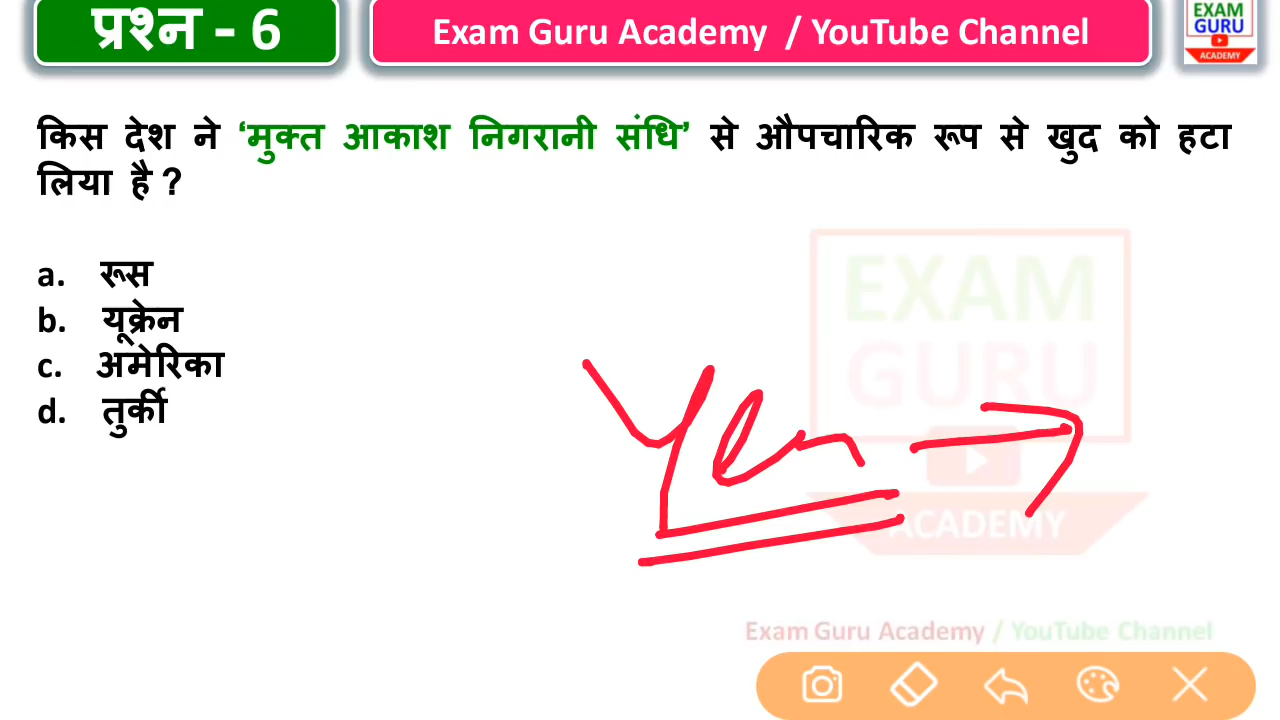 प्रश्न - 6
Exam Guru Academy / YouTube Channel
EXAM
GURU
ACADEMY
किस देश ने ‘मुक्त आकाश निगरानी संधि’ से औपचारिक रूप से खुद को हटा
लिया है ?
a. रूस
b. यूक्रेन
c. अमेरिका
d. तुर्की
EXAM
GURU
ACADEMY
Yen
Exam Guru Academy / YouTube Channel